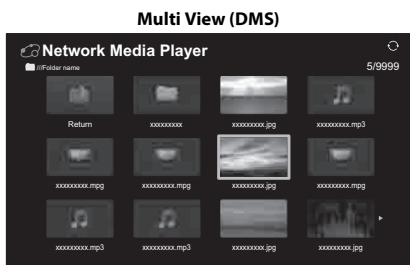 Multi View (DMS)
Network Media Player
///Folder name
5/9999
Return
xxxxxxxxx
xxxxxxxxx.jpg
xxxxxxxxx.mp3
xxxxxxxxx.mpg
xxxxxxxxx.mpg
xxxxxxxxx.jpg
xxxxxxxxx.mpg
xxxxxxxxx.mp3
xxxxxxxxx.mp3
xxxxxxxxx.jpg
xxxxxxxxx.jpg